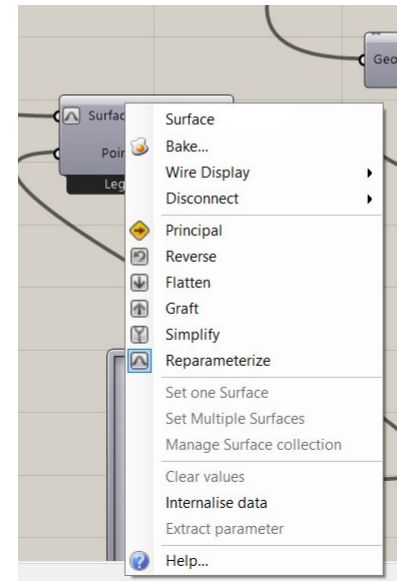 Geo
Surfac
Poin
Leg
Surface
Bake...
Wire Display
Disconnect
Principal
Reverse
Flatten
Graft
Simplify
Reparameterize
Set one Surface
Set Multiple Surfaces
Manage Surface collection
Clear values
Internalise data
Extract parameter
Help...